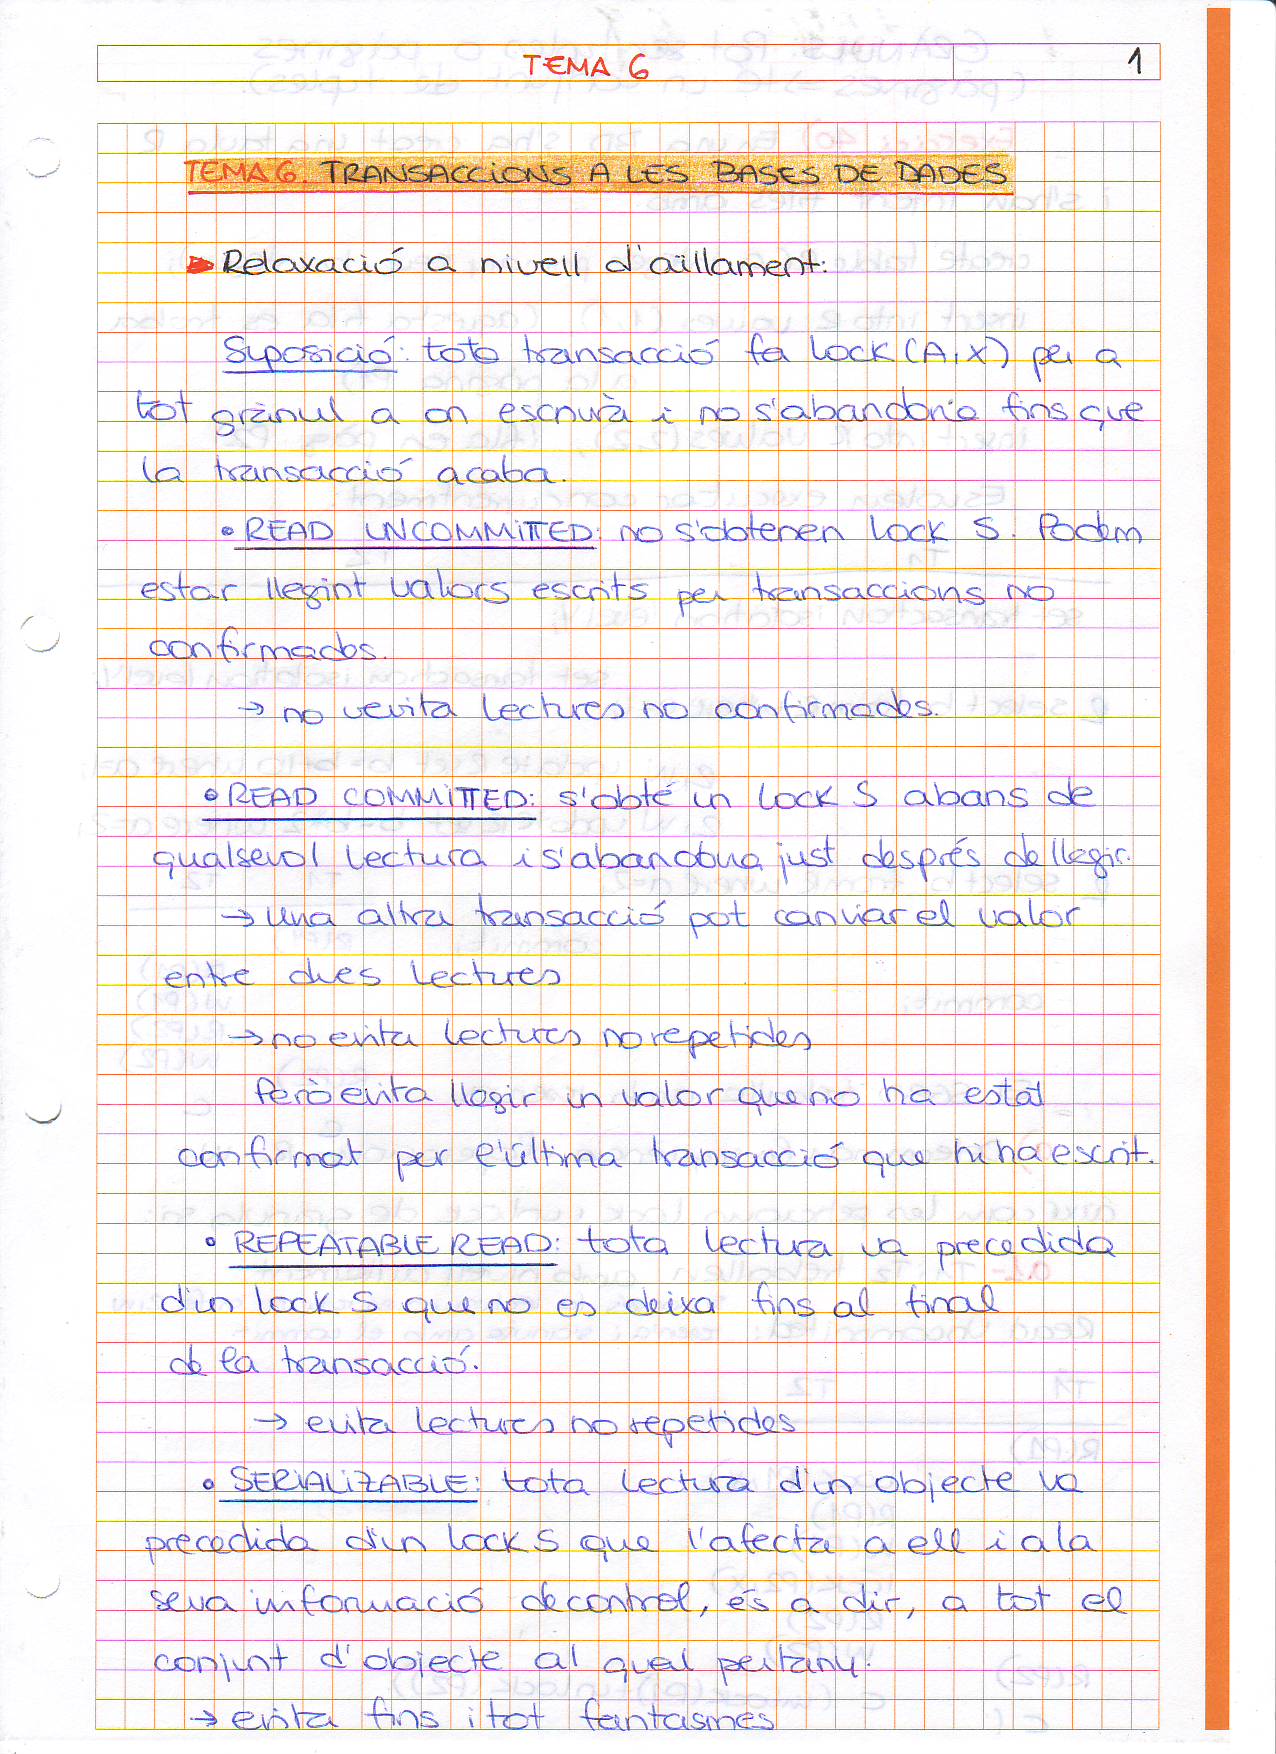 TEMA 6 1
TEMA 6. TRANSACCIONS A LES BASES DE DADES
Relaxació a nivell d'aïllament:
Suposició: tota transacció fa lock(A,X) per a
tot grànul a on escriurà i no s'abandona fins que
la transacció acaba.
• READ UNCOMMITTED: no s'obtenen lock S. Podem
estar llegint valors escrits per transaccions no
confirmades.
→ no evita lectures no confirmades.
• READ COMMITTED: s'obté un lock S abans de
qualsevol lectura i s'abandona just després de llegir.
→ una altra transacció pot canviar el valor
entre dues lectures
→ no evita lectures no repetides
Però evita llegir un valor que no ha estat
confirmat per l'última transacció que hi ha escrit.
• REPEATABLE READ: tota lectura va precedida
d'un lock S que no es deixa fins al final
de la transacció.
→ evita lectures no repetides
• SERIALIZABLE: tota lectura d'un objecte va
precedida d'un lock S que l'afecta a ell i a la
seva informació de control, és a dir, a tot el
conjunt d'objecte al qual pertany.
→ evita fins i tot fantasmes